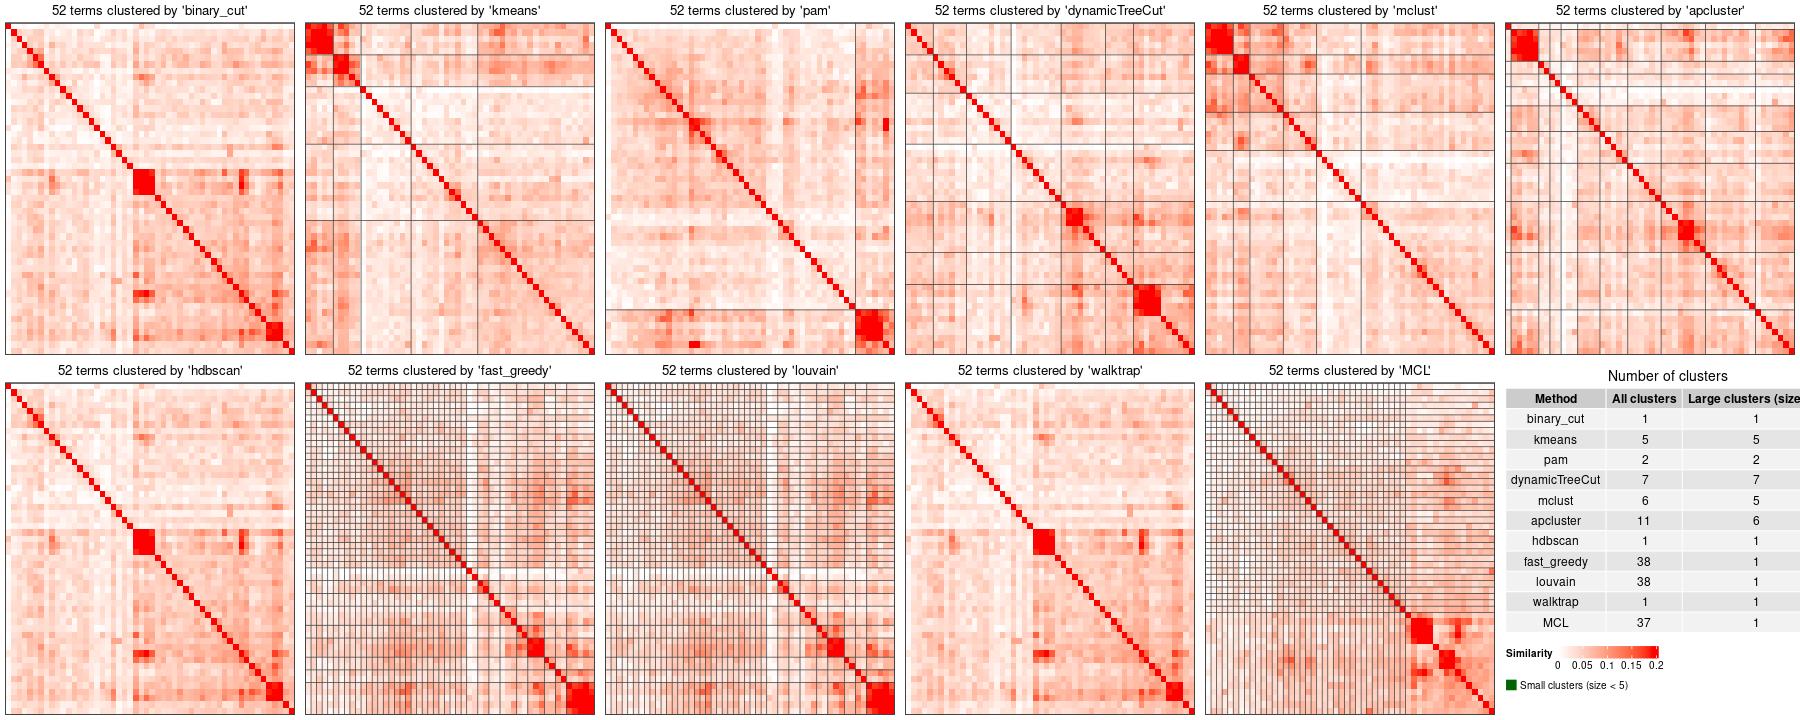 52 terms clustered by 'binary_cut'
52 terms clustered by 'kmeans'
52 terms clustered by 'pam'
52 terms clustered by 'dynamicTreeCut'
52 terms clustered by 'mclust'
52 terms clustered by 'apcluster'
52 terms clustered by 'hdbscan'
52 terms clustered by 'fast_greedy'
52 terms clustered by 'louvain'
52 terms clustered by 'walktrap'
52 terms clustered by 'MCL'
Number of clusters
Method All clusters Large clusters (size
binary_cut 1 1
kmeans 5 5
pam 2 2
dynamicTreeCut 7 7
mclust 6 5
apcluster 11 6
hdbscan 1 1
fast_greedy 38 1
louvain 38 1
walktrap 1 1
MCL 37 1
Similarity
0 0.05 0.1 0.15 0.2
Small clusters (size < 5)